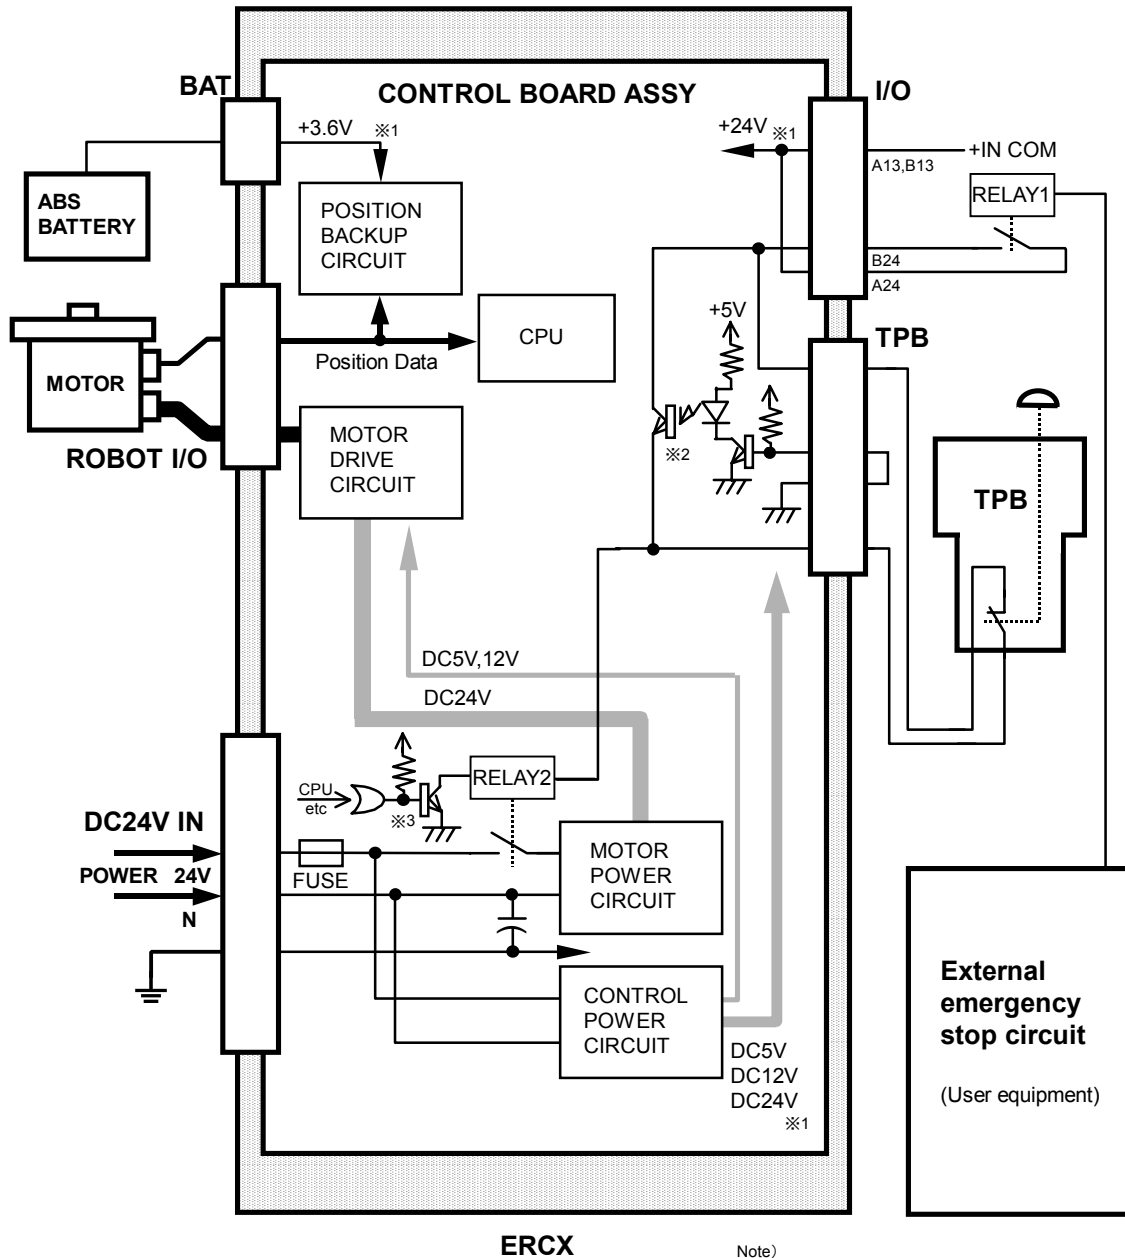 BAT
CONTROL BOARD ASSY
I/O
+3.6V
※1
+24V
※1
+IN COM
A13,B13
RELAY1
ABS
BATTERY
POSITION
BACKUP
CIRCUIT
B24
A24
+5V
TPB
CPU
Position Data
MOTOR
ROBOT I/O
MOTOR
DRIVE
CIRCUIT
※2
TPB
DC5V,12V
DC24V
CPU
etc
※3
RELAY2
DC24V IN
POWER 24V
N
FUSE
MOTOR
POWER
CIRCUIT
CONTROL
POWER
CIRCUIT
DC5V
DC12V
DC24V
※1
External
emergency
stop circuit
(User equipment)
ERCX
Note）